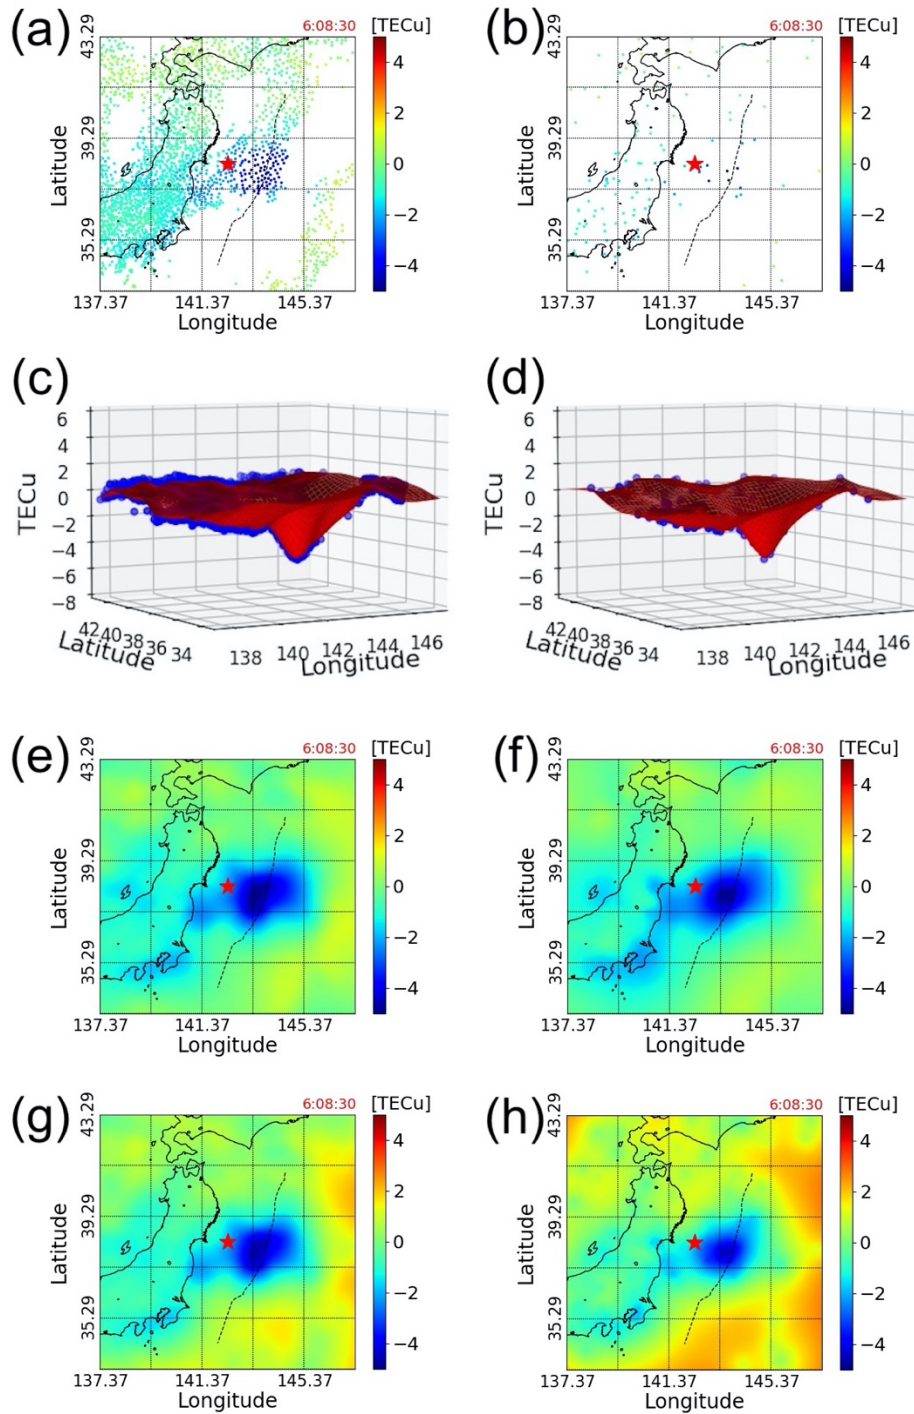 (a) 6:08:30 [TECu]
43.29
39.29
35.29
Latitude
137.37 141.37 145.37
Longitude
4
2
0
−2
−4
(b) 6:08:30 [TECu]
43.29
39.29
35.29
Latitude
137.37 141.37 145.37
Longitude
4
2
0
−2
−4
(c)
6
4
2
0
−2
−4
−6
−8
TECu
42 40 38 36 34
Latitude
138 140 142 144 146
Longitude
(d)
6
4
2
0
−2
−4
−6
−8
TECu
42 40 38 36 34
Latitude
138 140 142 144 146
Longitude
(e) 6:08:30 [TECu]
43.29
39.29
35.29
Latitude
137.37 141.37 145.37
Longitude
4
2
0
−2
−4
(f) 6:08:30 [TECu]
43.29
39.29
35.29
Latitude
137.37 141.37 145.37
Longitude
4
2
0
−2
−4
(g) 6:08:30 [TECu]
43.29
39.29
35.29
Latitude
137.37 141.37 145.37
Longitude
4
2
0
−2
−4
(h) 6:08:30 [TECu]
43.29
39.29
35.29
Latitude
137.37 141.37 145.37
Longitude
4
2
0
−2
−4